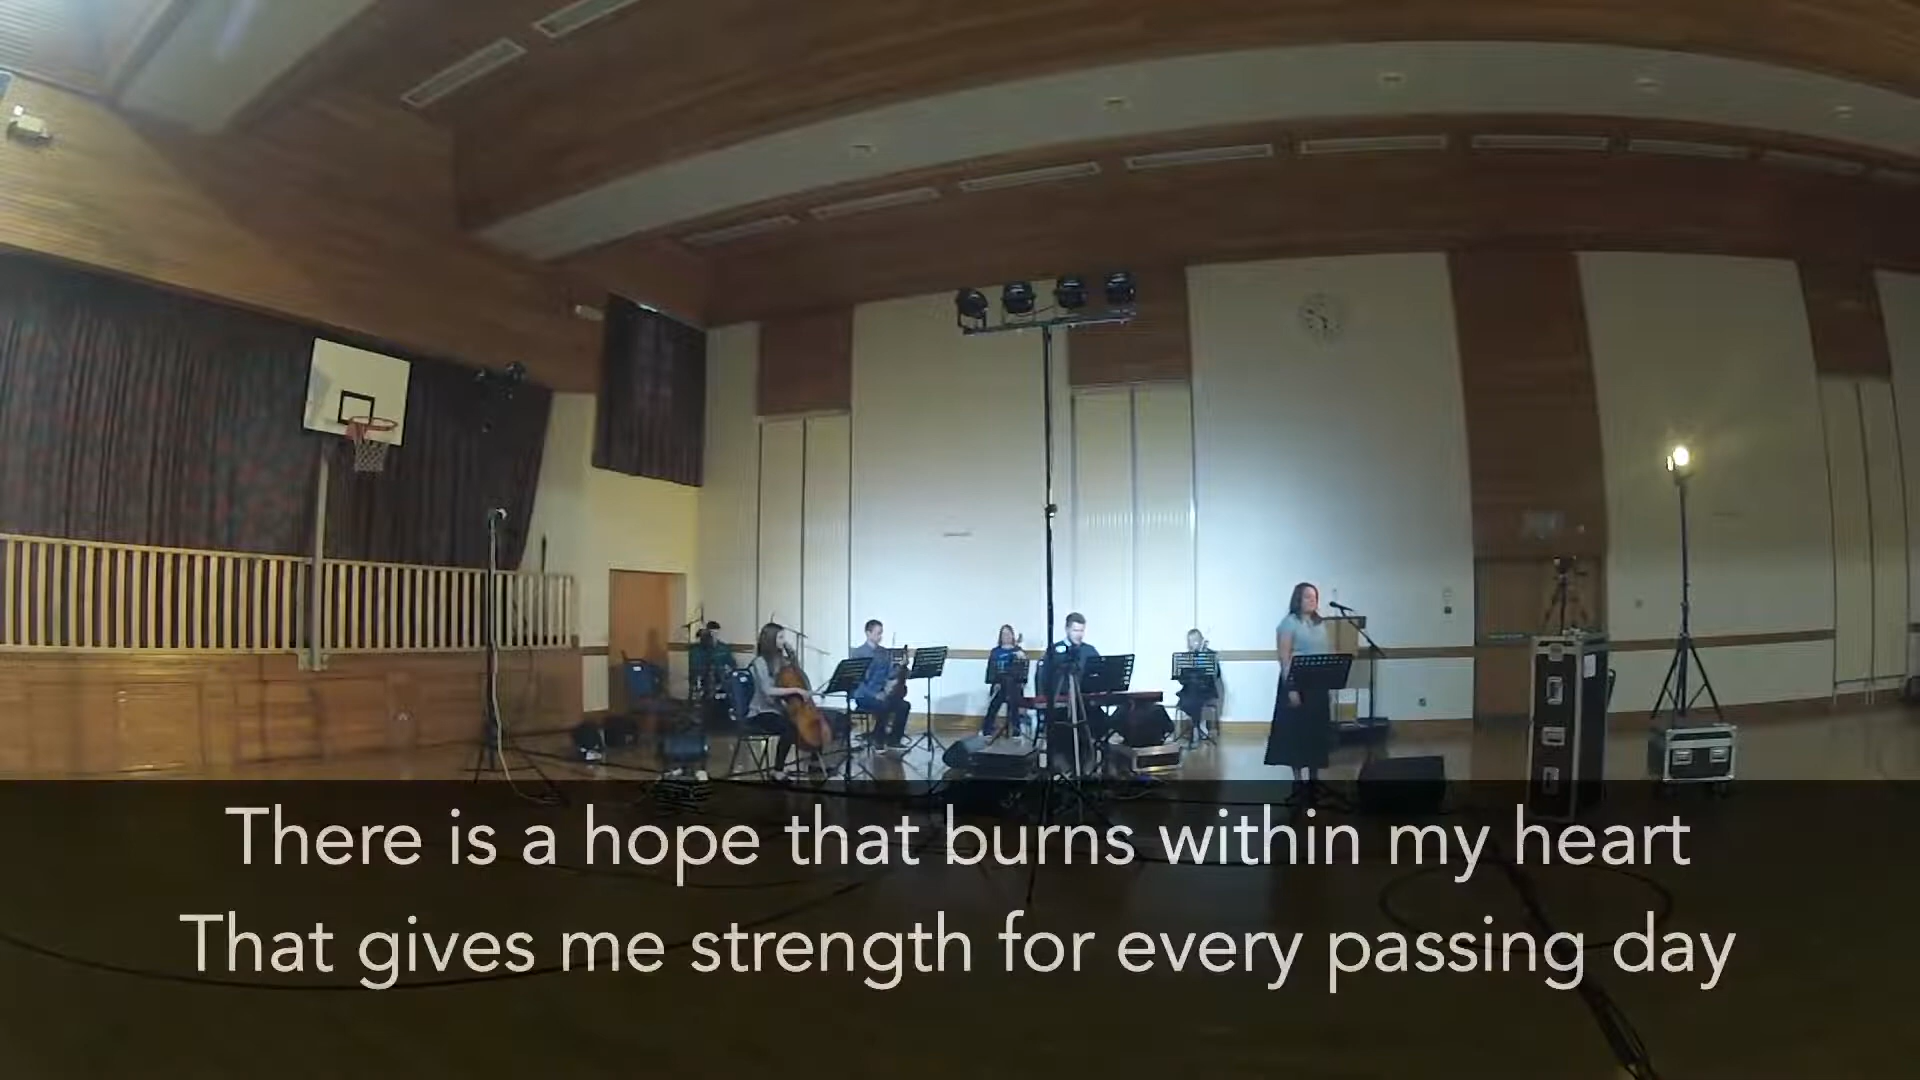 There is a hope that burns within my heart
That gives me strength for every passing day